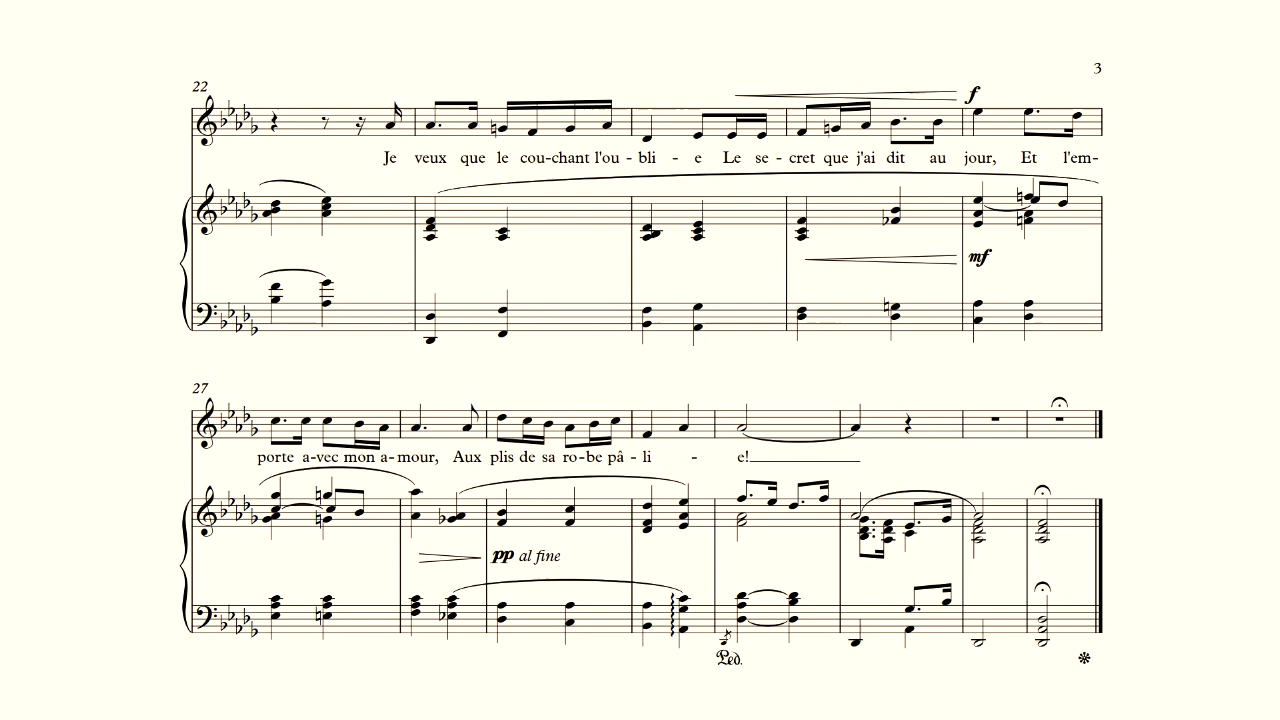 3
22
f
Je veux que le cou-chant l'ou-bli - e Le se-cret que j'ai dit au jour, Et l'em-
mf
27
porte a-vec mon a-mour, Aux plis de sa ro-be pâ - li - e!
pp al fine
Ped.